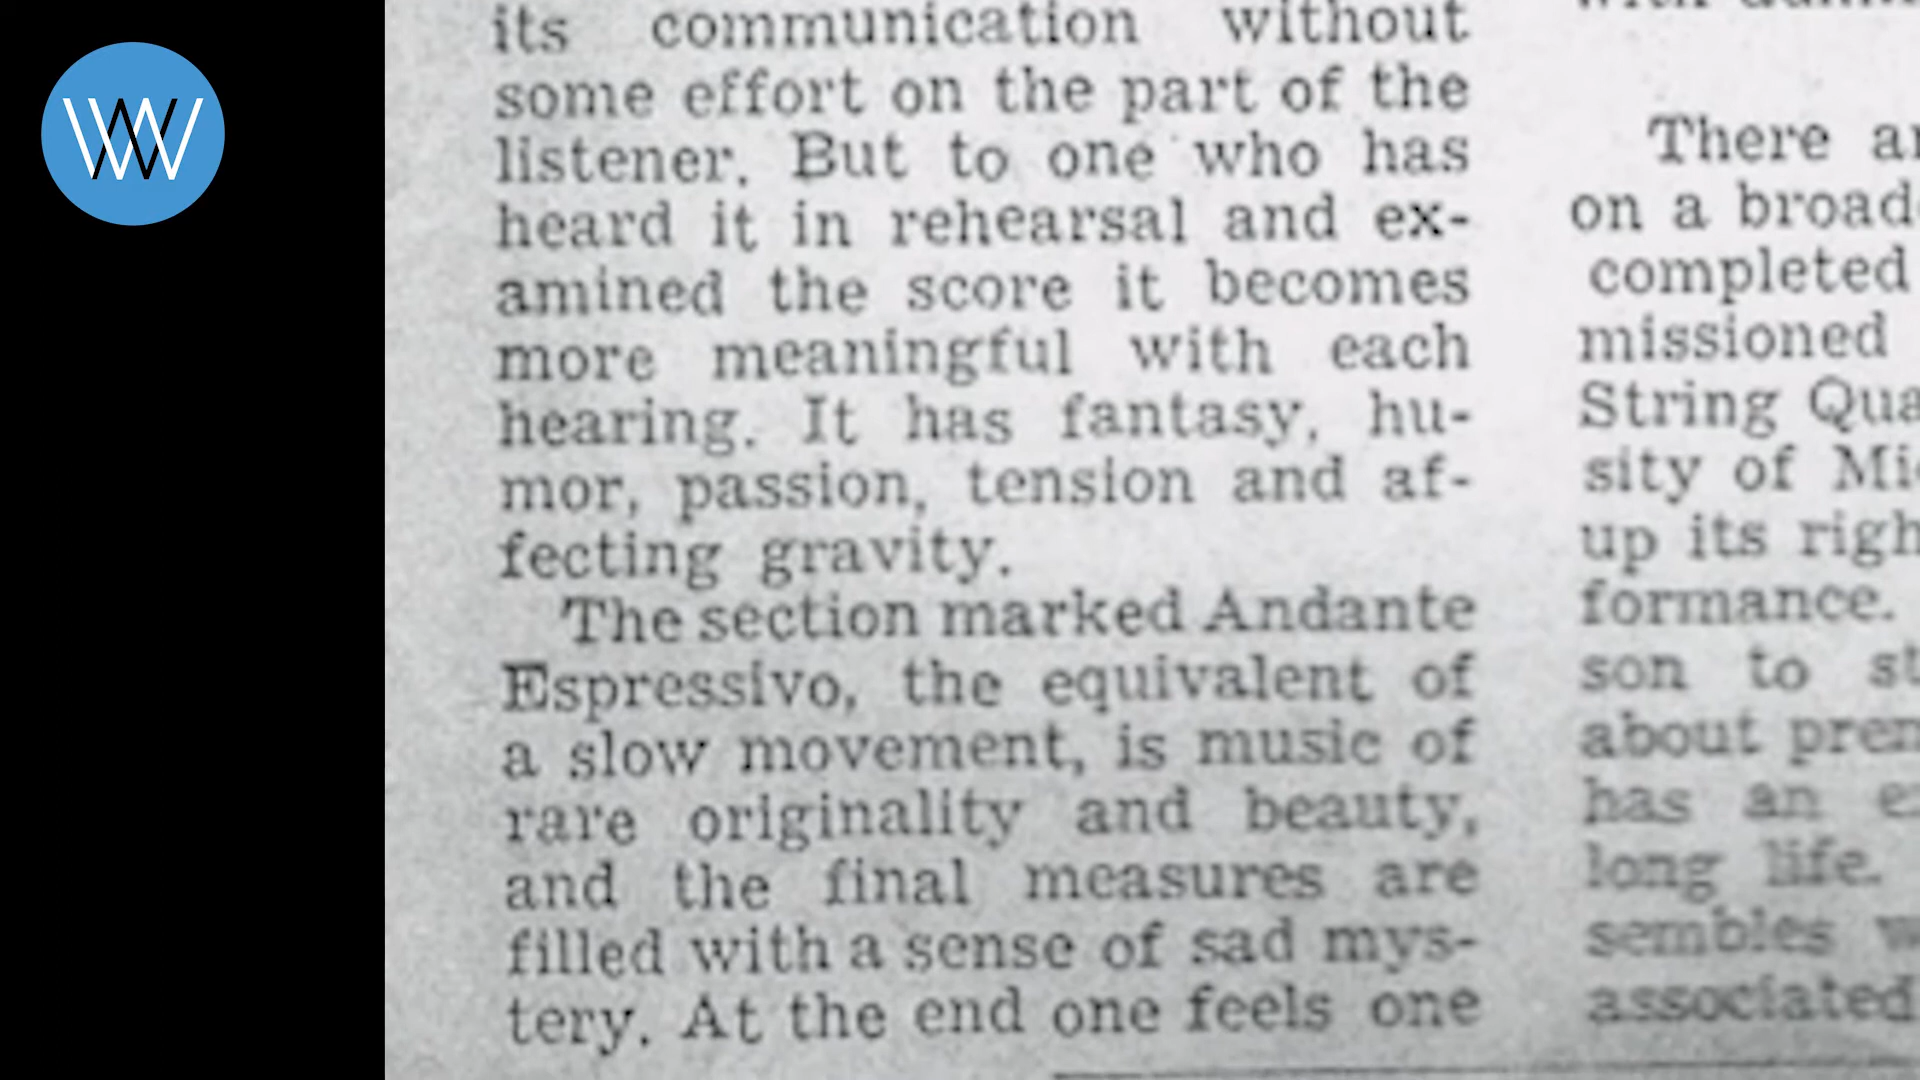 W
its communication without
some effort on the part of the
listener. But to one who has
heard it in rehearsal and ex-
amined the score it becomes
more meaningful with each
hearing. It has fantasy, hu-
mor, passion, tension and af-
fecting gravity.
The section marked Andante
Espressivo, the equivalent of
a slow movement, is music of
rare originality and beauty,
and the final measures are
filled with a sense of sad mys-
tery. At the end one feels one
There
on a
completed
missioned
String
sity of
up its
formance.
son to
about
has an
long life.
sembles
associated